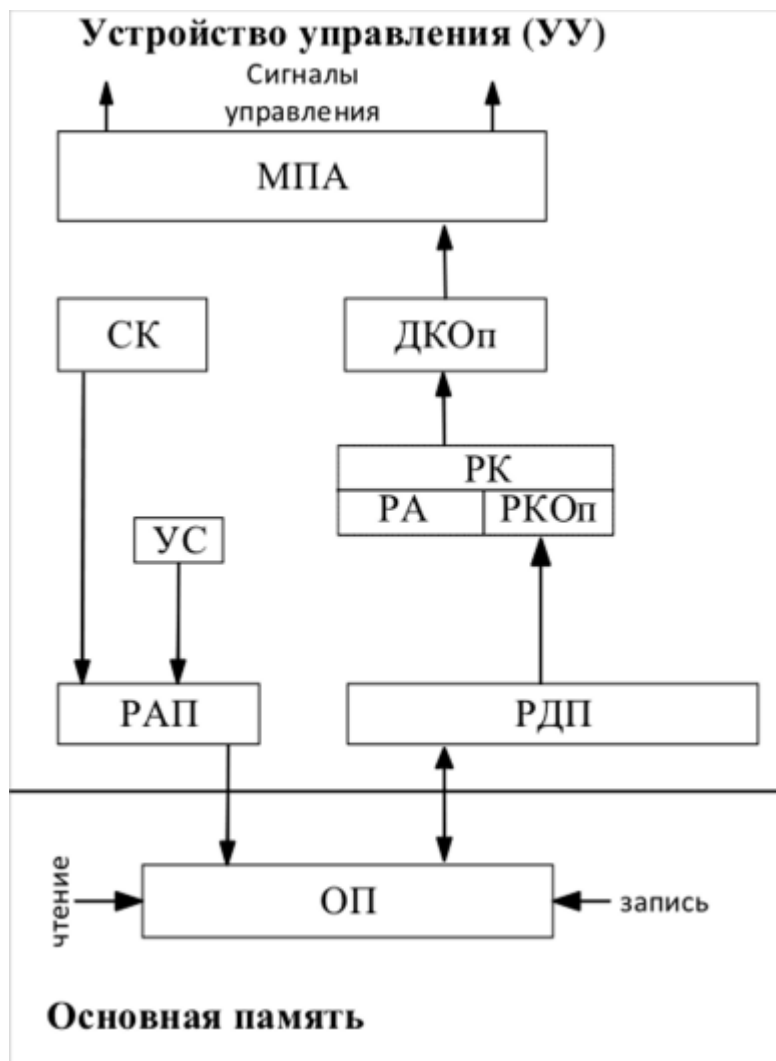 Устройство управления (УУ)
Сигналы
управления
МПА
СК
ДКОп
РК
РА
РКОп
УС
РАП
РДП
чтение
ОП
запись
Основная память